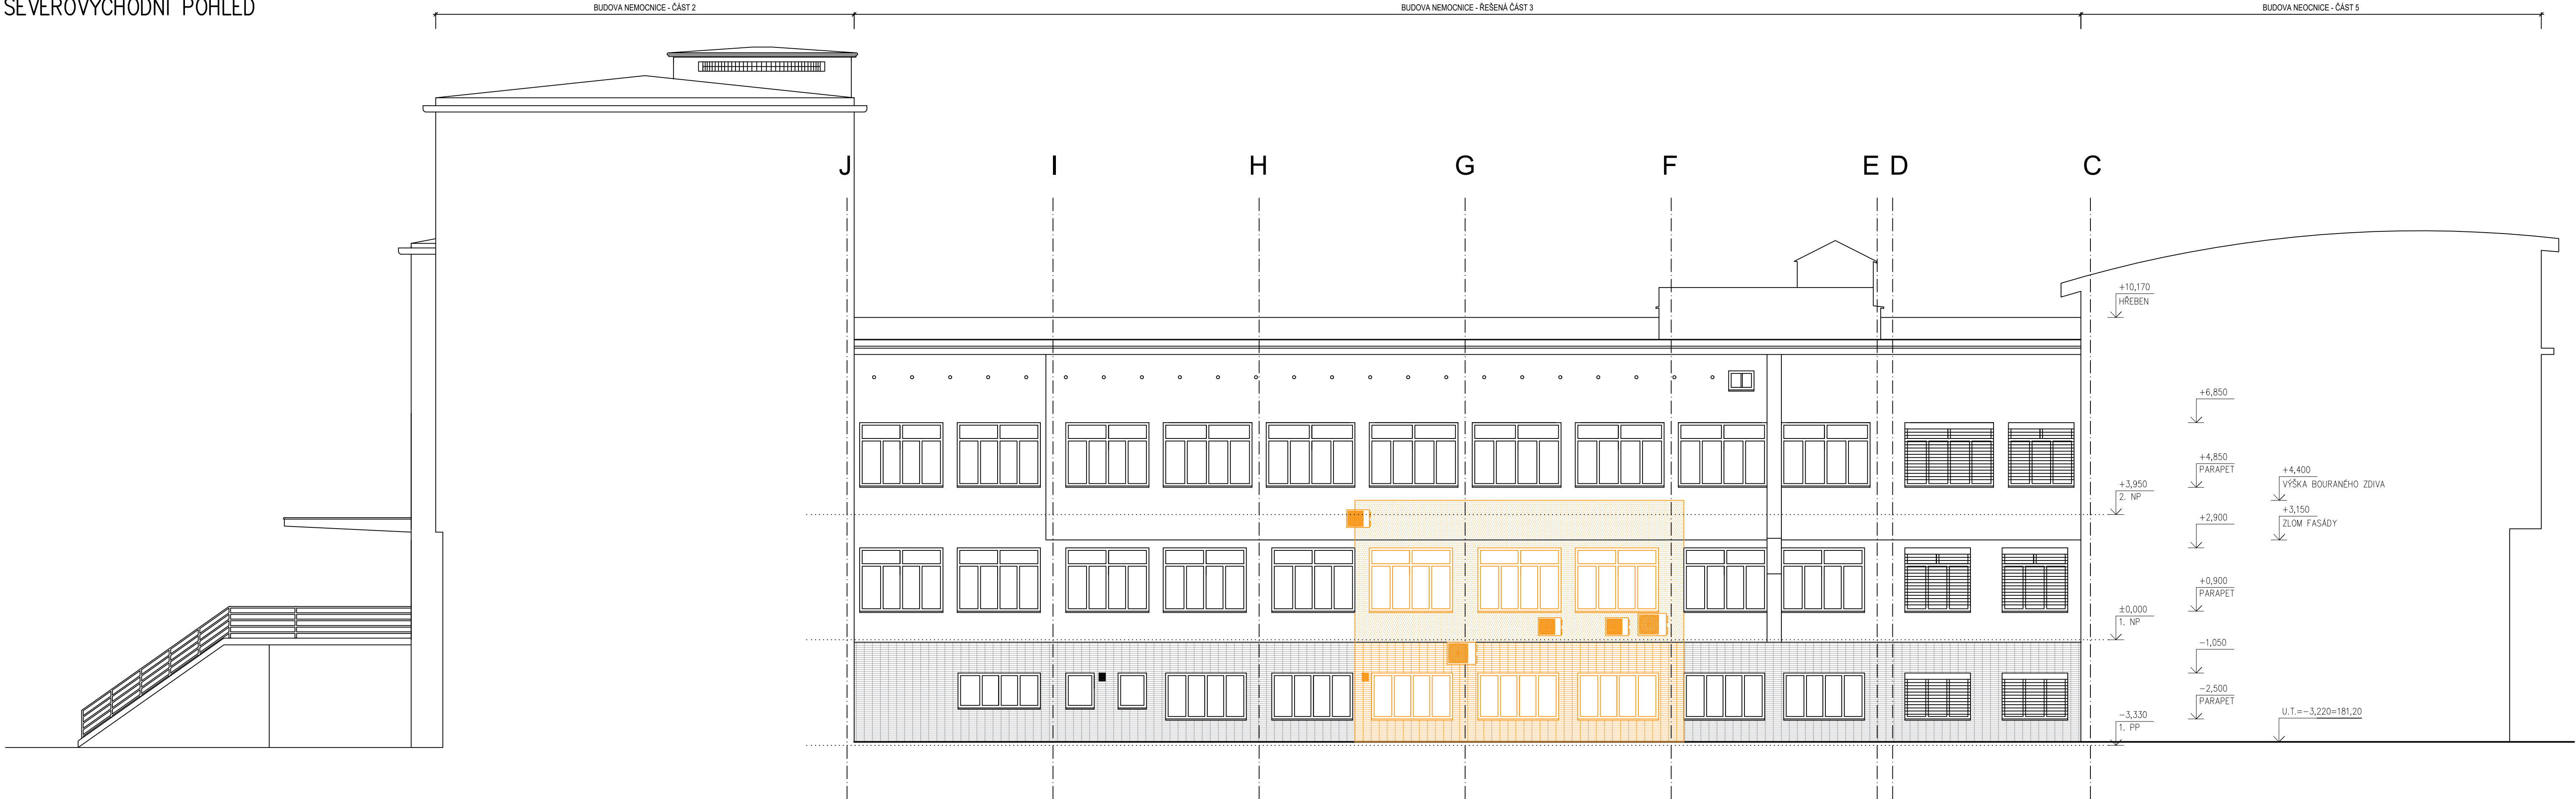 SEVEROVÝCHODNÍ POHLED
BUDOVA NEMOCNICE - ČÁST 2
BUDOVA NEMOCNICE - ŘEŠENÁ ČÁST 3
BUDOVA NEOCNICE - ČÁST 5
J
I
H
G
F
E
D
C
+10,170
HŘEBEN
+6,850
+4,850
PARAPET
+4,400
VÝŠKA BOURANÉHO ZDIVA
+3,950
2. NP
+3,150
ZLOM FASÁDY
+2,900
+0,900
PARAPET
±0,000
1. NP
-1,050
-2,500
PARAPET
-3,330
1. PP
U.T.=-3,220=181,20